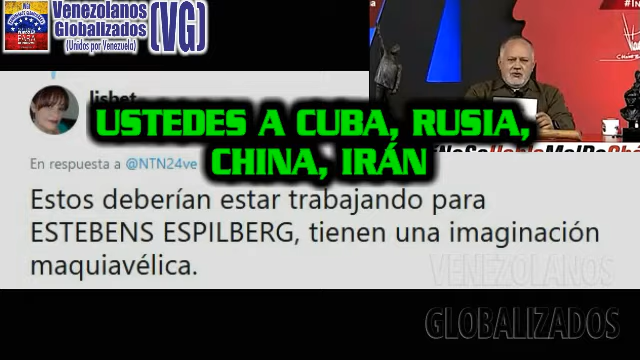 Venezolanos
Globalizados
(Unidos por Venezuela)
(VG)
lisbet
USTEDES A CUBA, RUSIA,
CHINA, IRÁN
En respuesta a @NTN24ve
Estos deberían estar trabajando para
ESTEBENS ESPILBERG, tienen una imaginación
maquiavélica.
VENEZOLANOS
GLOBALIZADOS